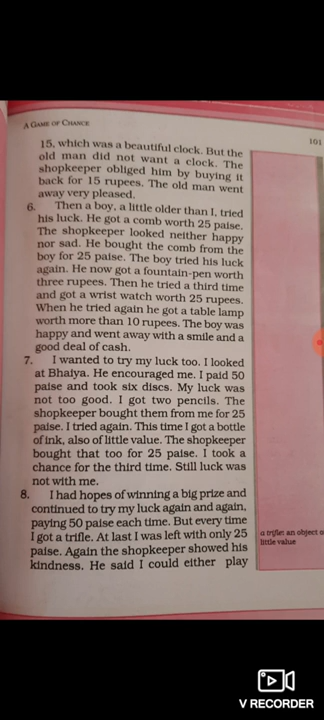 A GAME OF CHANCE
101
15, which was a beautiful clock. But the
old man did not want a clock. The
shopkeeper obliged him by buying it
back for 15 rupees. The old man went
away very pleased.
6. Then a boy, a little older than I, tried
his luck. He got a comb worth 25 paise.
The shopkeeper looked neither happy
nor sad. He bought the comb from the
boy for 25 paise. The boy tried his luck
again. He now got a fountain-pen worth
three rupees. Then he tried a third time
and got a wrist watch worth 25 rupees.
When he tried again he got a table lamp
worth more than 10 rupees. The boy was
happy and went away with a smile and a
good deal of cash.
7. I wanted to try my luck too. I looked
at Bhaiya. He encouraged me. I paid 50
paise and took six discs. My luck was
not too good. I got two pencils. The
shopkeeper bought them from me for 25
paise. I tried again. This time I got a bottle
of ink, also of little value. The shopkeeper
bought that too for 25 paise. I took a
chance for the third time. Still luck was
not with me.
8. I had hopes of winning a big prize and
continued to try my luck again and again,
paying 50 paise each time. But every time
I got a trifle. At last I was left with only 25
paise. Again the shopkeeper showed his
kindness. He said I could either play
a trifle: an object
little value
V RECORDER